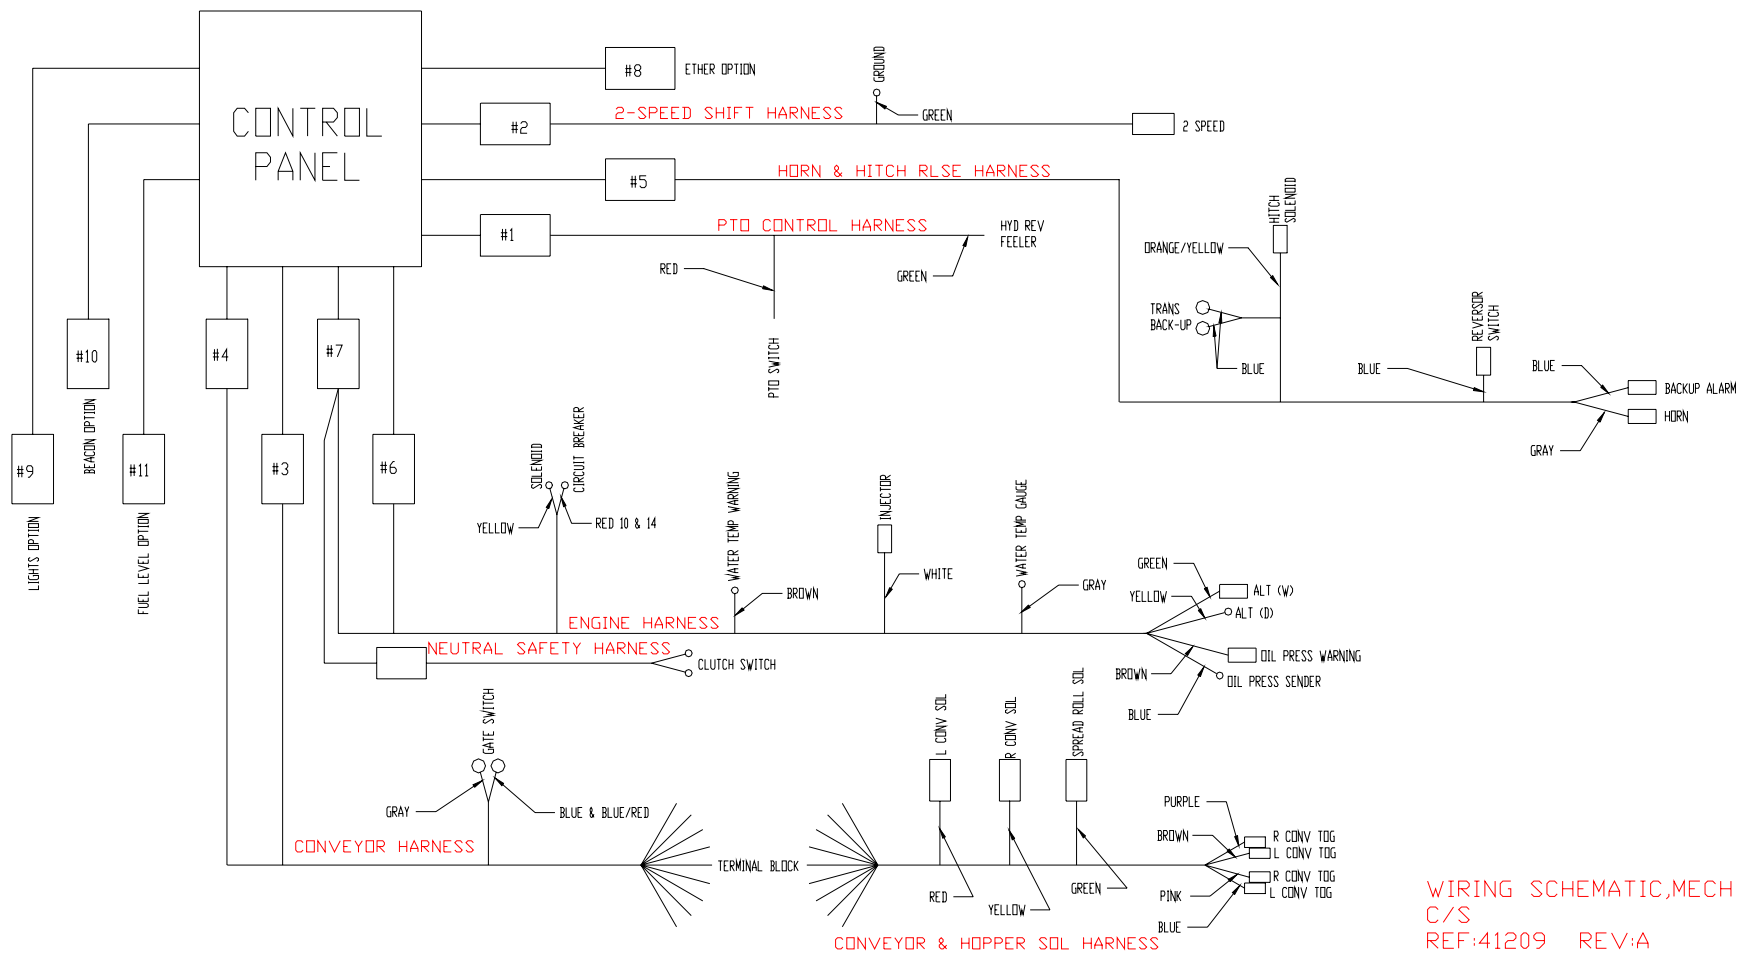 CONTROL
PANEL
#8
ETHER OPTION
#2
2-SPEED SHIFT HARNESS
GROUND
GREEN
2 SPEED
#5
HORN & HITCH RLSE HARNESS
#1
PTO CONTROL HARNESS
HYD REV
FEELER
RED
GREEN
PTO SWITCH
HITCH
SOLENOID
ORANGE/YELLOW
TRANS
BACK-UP
BLUE
REVERSOR
SWITCH
BLUE
BLUE
BACKUP ALARM
HORN
GRAY
#10
BEACON OPTION
#4
#7
#9
LIGHTS OPTION
#11
FUEL LEVEL OPTION
#3
#6
SOLENOID
CIRCUIT BREAKER
YELLOW
RED 10 & 14
WATER TEMP WARNING
BROWN
INJECTOR
WHITE
WATER TEMP GAUGE
GRAY
ENGINE HARNESS
GREEN
YELLOW
ALT (W)
ALT (D)
OIL PRESS WARNING
BROWN
OIL PRESS SENDER
BLUE
NEUTRAL SAFETY HARNESS
CLUTCH SWITCH
GATE SWITCH
GRAY
BLUE & BLUE/RED
CONVEYOR HARNESS
TERMINAL BLOCK
L CONV SOL
R CONV SOL
SPREAD ROLL SOL
RED
YELLOW
GREEN
PURPLE
BROWN
R CONV TOG
L CONV TOG
R CONV TOG
L CONV TOG
PINK
BLUE
CONVEYOR & HOPPER SOL HARNESS
WIRING SCHEMATIC,MECH
C/S
REF:41209 REV:A